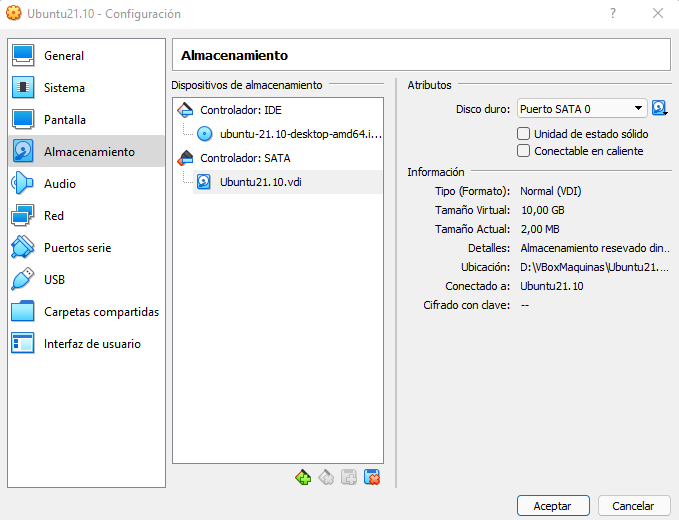 Ubuntu21.10 - Configuración
General
Sistema
Pantalla
Almacenamiento
Audio
Red
Puertos serie
USB
Carpetas compartidas
Interfaz de usuario
Almacenamiento
Dispositivos de almacenamiento
Controlador: IDE
ubuntu-21.10-desktop-amd64.i...
Controlador: SATA
Ubuntu21.10.vdi
Atributos
Disco duro: Puerto SATA 0
Unidad de estado sólido
Conectable en caliente
Información
Tipo (Formato): Normal (VDI)
Tamaño Virtual: 10,00 GB
Tamaño Actual: 2,00 MB
Detalles: Almacenamiento resevado din...
Ubicación: D:\VBoxMaquinas\Ubuntu21....
Conectado a: Ubuntu21.10
Cifrado con clave: --
Aceptar Cancelar